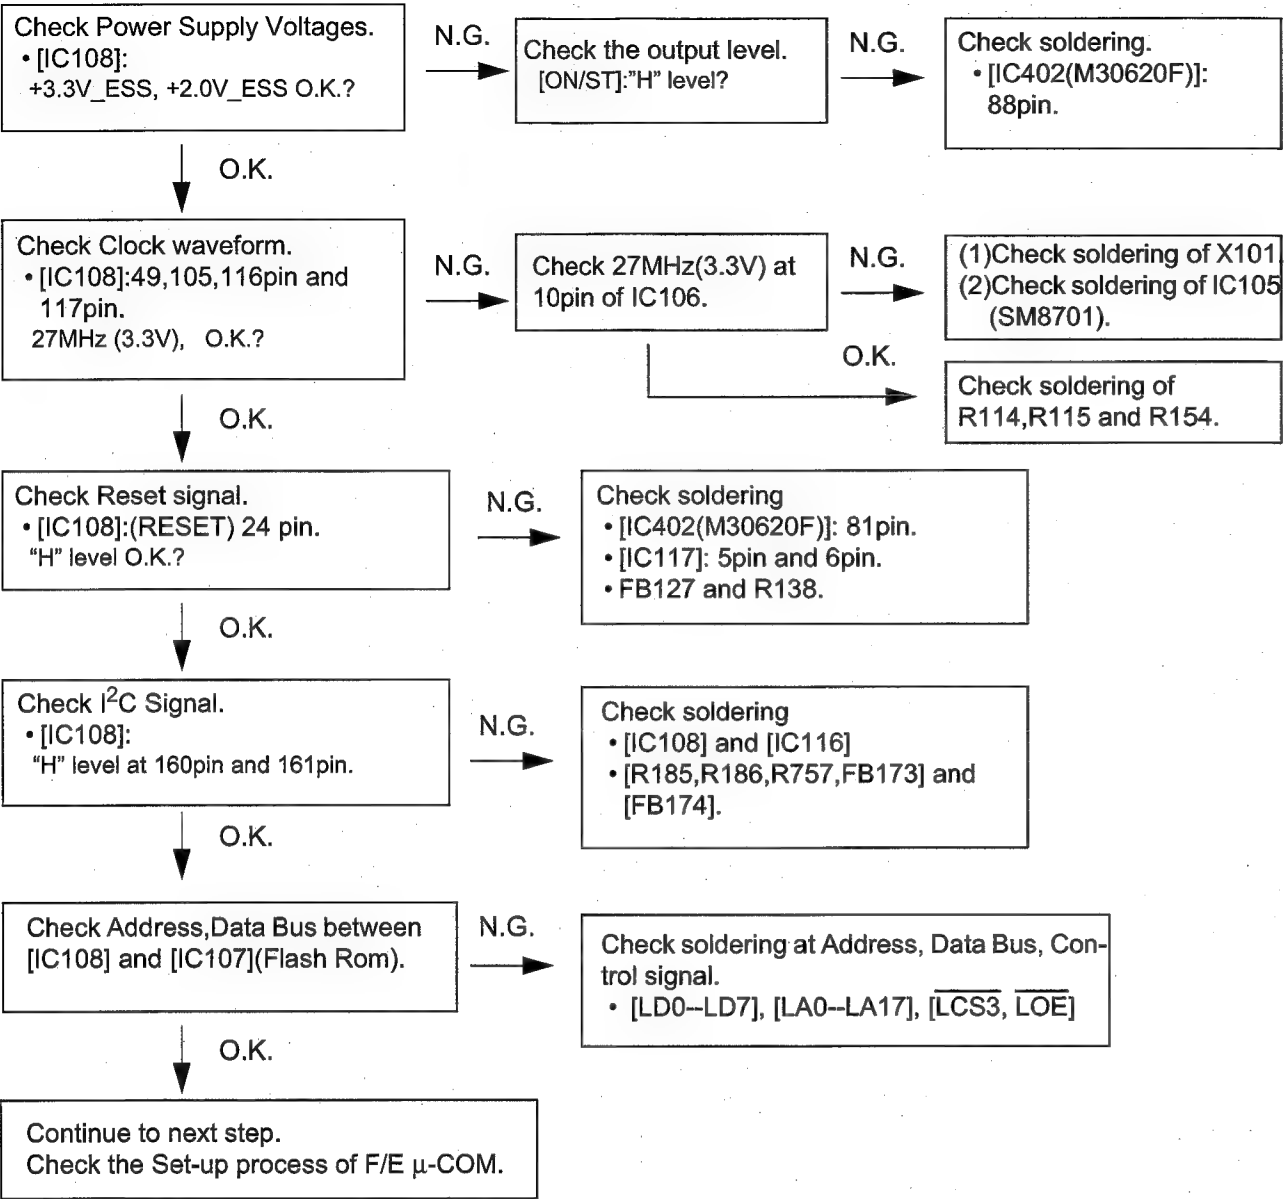 Check Power Supply Voltages.
• [IC108]:
+3.3V_ESS, +2.0V_ESS O.K.?
N.G.
Check the output level.
[ON/ST]:"H" level?
N.G.
Check soldering.
• [IC402(M30620F)]:
88pin.
O.K.
Check Clock waveform.
• [IC108]:49,105,116pin and
117pin.
27MHz (3.3V), O.K.?
N.G.
Check 27MHz(3.3V) at
10pin of IC106.
N.G.
(1)Check soldering of X101.
(2)Check soldering of IC105
(SM8701).
O.K.
Check soldering of
R114,R115 and R154.
O.K.
Check Reset signal.
• [IC108]:(RESET) 24 pin.
“H” level O.K.?
N.G.
Check soldering
• [IC402(M30620F)]: 81pin.
• [IC117]: 5pin and 6pin.
• FB127 and R138.
O.K.
Check I²C Signal.
• [IC108]:
“H” level at 160pin and 161pin.
N.G.
Check soldering
• [IC108] and [IC116]
• [R185,R186,R757,FB173] and
[FB174].
O.K.
Check Address,Data Bus between
[IC108] and [IC107](Flash Rom).
N.G.
Check soldering at Address, Data Bus, Con-
trol signal.
• [LD0--LD7], [LA0--LA17], [L̅C̅S̅3̅, L̅O̅E̅]
O.K.
Continue to next step.
Check the Set-up process of F/E μ-COM.